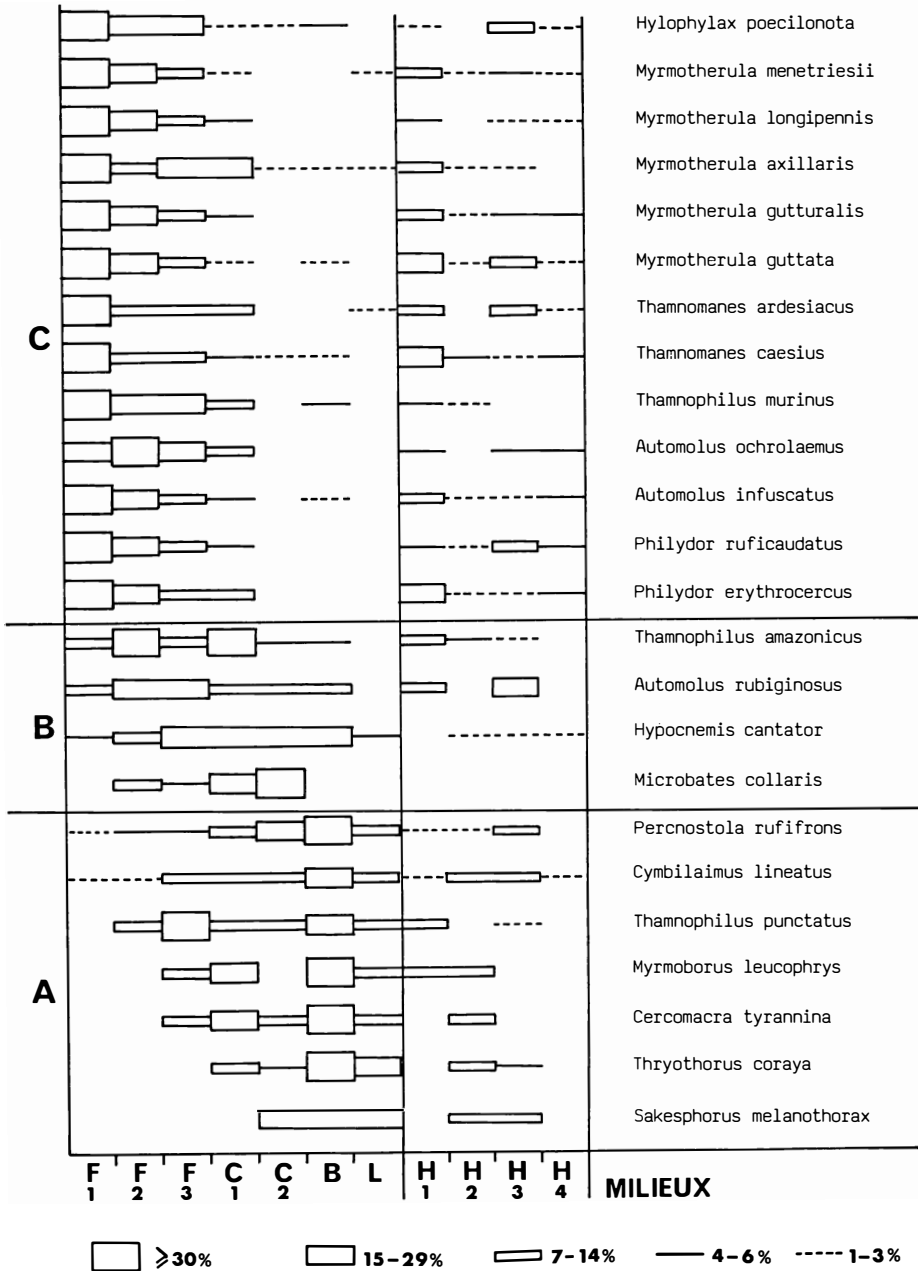 Hylophylax poecilonota
Myrmotherula menetriesii
Myrmotherula longipennis
Myrmotherula axillaris
Myrmotherula gutturalis
Myrmotherula guttata
Thamnomanes ardesiacus
C
Thamnomanes caesius
Thamnophilus murinus
Automolus ochrolaemus
Automolus infuscatus
Philydor ruficaudatus
Philydor erythrocercus
Thamnophilus amazonicus
Automolus rubiginosus
B
Hypocnemis cantator
Microbates collaris
Percnostola rufifrons
Cymbilaimus lineatus
Thamnophilus punctatus
A
Myrmoborus leucophrys
Cercomacra tyrannina
Thryothorus coraya
Sakesphorus melanothorax
F F F C C B L H H H H
1 2 3 1 2 1 2 3 4 MILIEUX
⩾30% 15-29% 7-14% 4-6% 1-3%